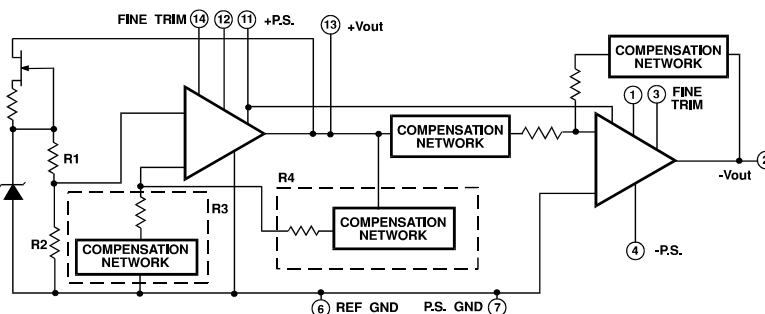 FINE TRIM 14 12 11 +P.S.
13 +Vout
COMPENSATION
NETWORK
1 3 FINE
TRIM
R1
COMPENSATION
NETWORK
R4
R3
R2
COMPENSATION
NETWORK
COMPENSATION
NETWORK
2
-Vout
4 -P.S.
6 REF GND P.S. GND 7